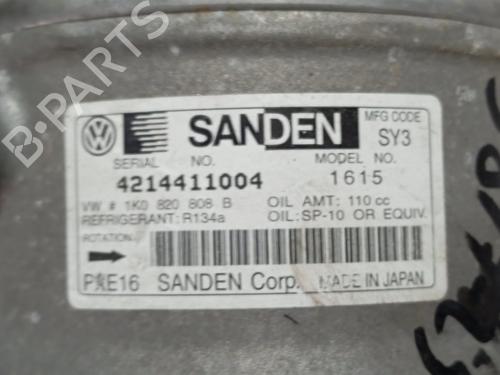 SANDEN
MFG CODE
SY3
SERIAL NO.
4214411004
MODEL NO.
1615
VW # 1K0 820 808 B
OIL AMT: 110 cc
REFRIGERANT: R134a
OIL: SP-10 OR EQUIV.
ROTATION
PXE16 SANDEN Corp. MADE IN JAPAN
B-PARTS